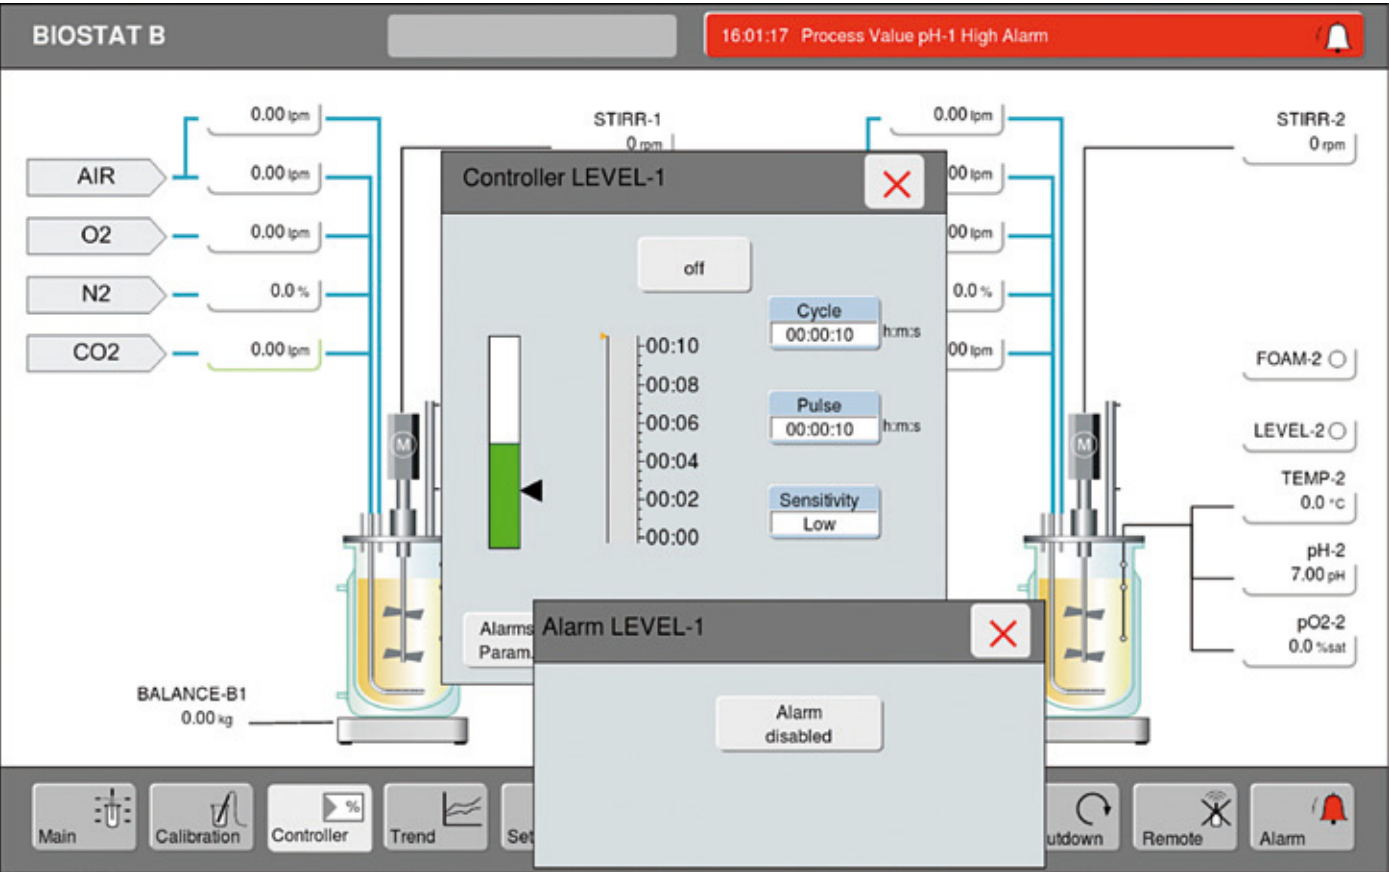 BIOSTAT B
16:01:17 Process Value pH-1 High Alarm
0.00 lpm
STIRR-1
0 rpm
0.00 lpm
STIRR-2
0 rpm
AIR
0.00 lpm
Controller LEVEL-1
00 lpm
O2
0.00 lpm
off
00 lpm
N2
0.0 %
Cycle
00:00:10 h:m:s
0.0 %
CO2
0.00 lpm
00:10
00:08
00:06
00:04
00:02
00:00
Pulse
00:00:10 h:m:s
Sensitivity
Low
00 lpm
FOAM-2
LEVEL-2
TEMP-2
0.0 °C
pH-2
7.00 pH
pO2-2
0.0 %sat
M
M
Alarms
Param.
Alarm LEVEL-1
Alarm
disabled
BALANCE-B1
0.00 kg
Main
Calibration
%
Controller
Trend
Set
utdown
Remote
Alarm